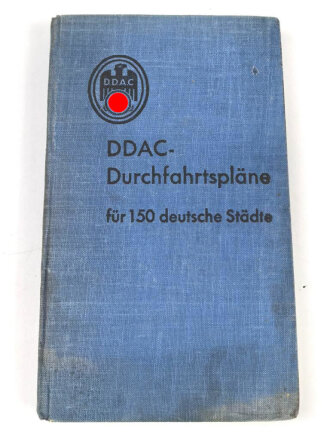 D.D.A.C
DDAC-
Durchfahrtspläne
für 150 deutsche Städte